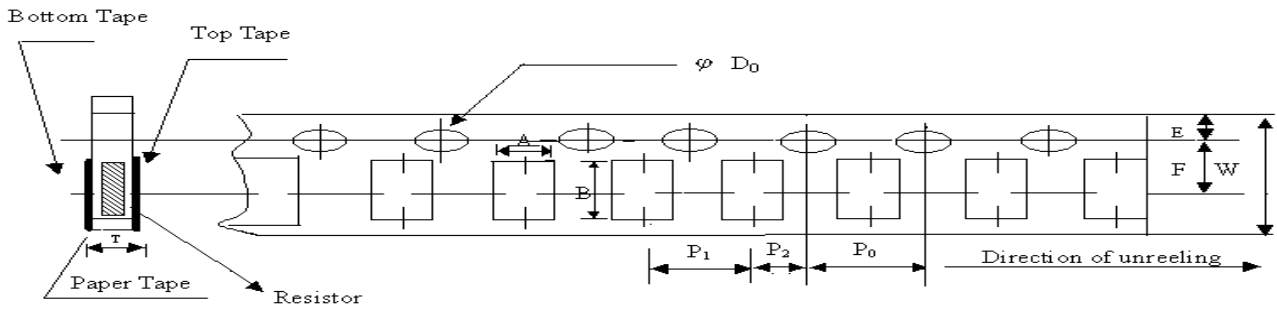 Bottom Tape
Top Tape
φ D₀
A
E
B
F
W
T
P₁
P₂
P₀
Direction of unreeling
Paper Tape
Resistor